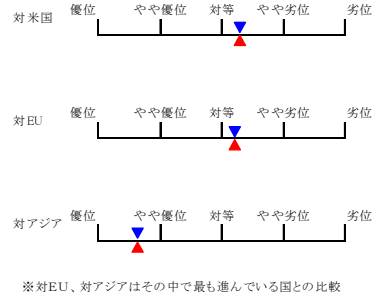 優位 やや優位 対等 やや劣位 劣位
対米国
優位 やや優位 対等 やや劣位 劣位
対EU
優位 やや優位 対等 やや劣位 劣位
対アジア
※対EU、対アジアはその中で最も進んでいる国との比較